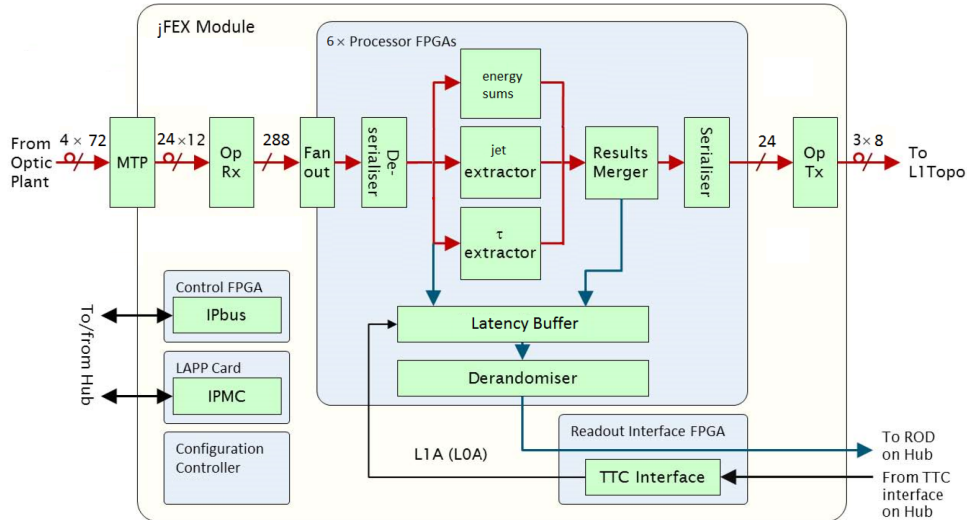 jFEX Module
6 × Processor FPGAs
energy
sums
4 × 72
24 ×12
288
24
3× 8
From
Optic
Plant
MTP
Op
Rx
Fan
out
De-
serialiser
jet
extractor
Results
Merger
Serialiser
Op
Tx
To
L1Topo
τ
extractor
Control FPGA
IPbus
To/from Hub
LAPP Card
IPMC
Configuration
Controller
Latency Buffer
Derandomiser
L1A (L0A)
Readout Interface FPGA
TTC Interface
To ROD
on Hub
From TTC
interface
on Hub